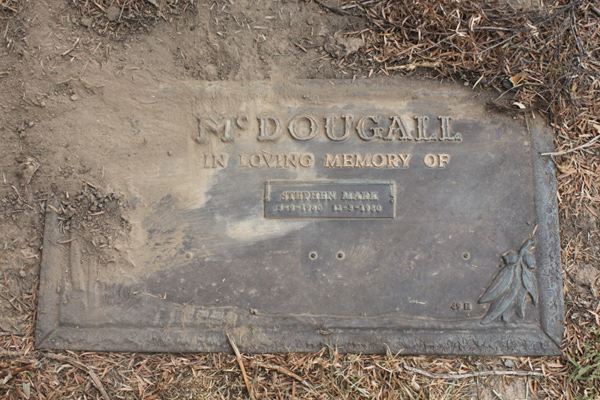 McDOUGALL
IN LOVING MEMORY OF
STEPHEN MARK